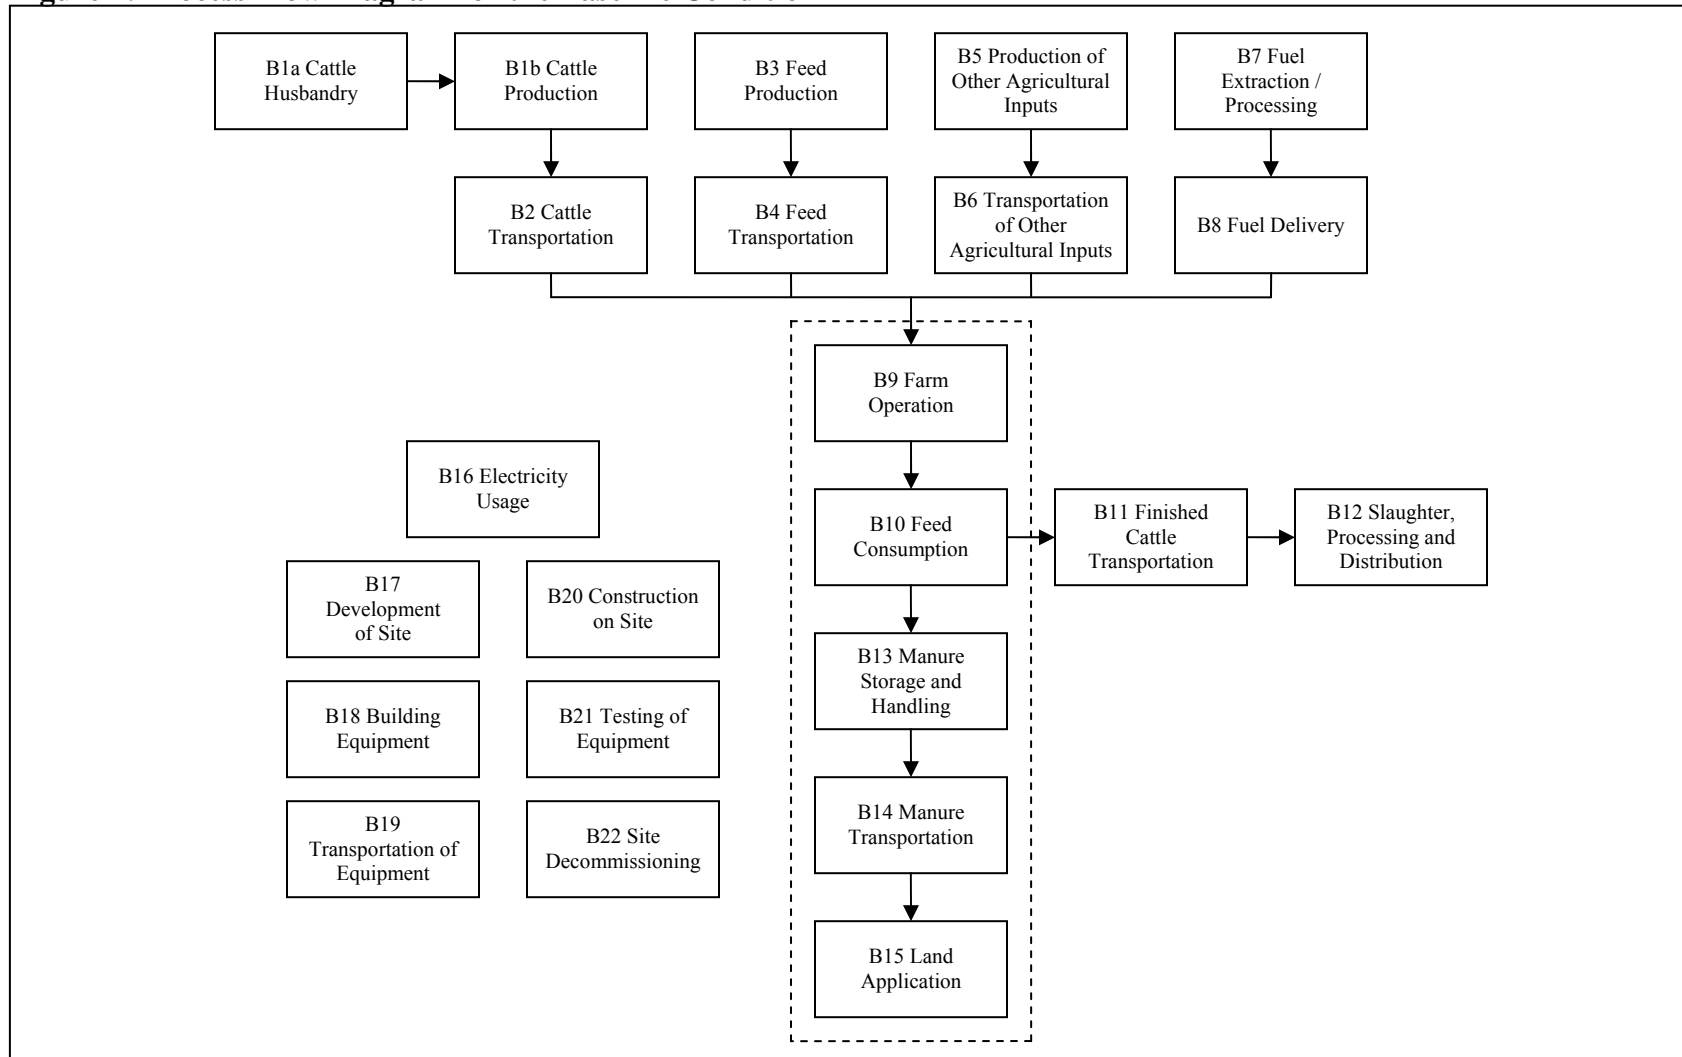 B1a Cattle
Husbandry
B1b Cattle
Production
B3 Feed
Production
B5 Production of
Other Agricultural
Inputs
B7 Fuel
Extraction /
Processing
B2 Cattle
Transportation
B4 Feed
Transportation
B6 Transportation
of Other
Agricultural Inputs
B8 Fuel Delivery
B9 Farm
Operation
B16 Electricity
Usage
B10 Feed
Consumption
B11 Finished
Cattle
Transportation
B12 Slaughter,
Processing and
Distribution
B17
Development
of Site
B20 Construction
on Site
B13 Manure
Storage and
Handling
B18 Building
Equipment
B21 Testing of
Equipment
B14 Manure
Transportation
B19
Transportation of
Equipment
B22 Site
Decommissioning
B15 Land
Application